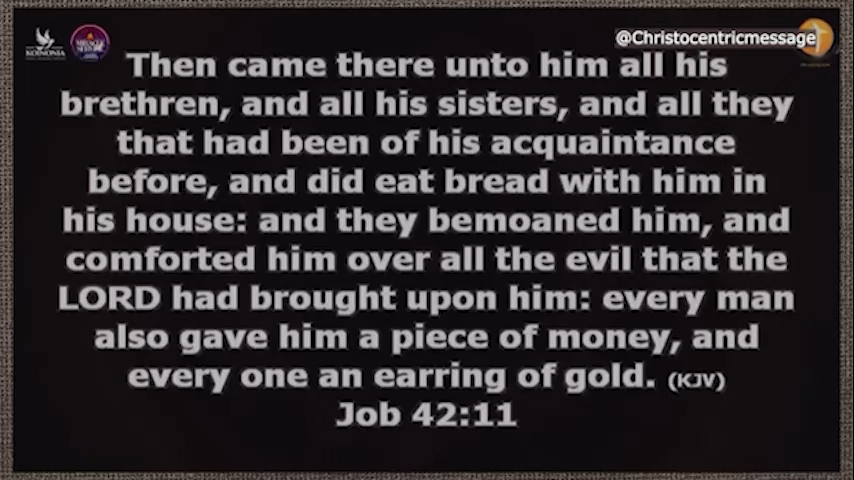 @Christocentricmessage
KOINONIA
MIRACLE
SERVICE
Then came there unto him all his
brethren, and all his sisters, and all they
that had been of his acquaintance
before, and did eat bread with him in
his house: and they bemoaned him, and
comforted him over all the evil that the
LORD had brought upon him: every man
also gave him a piece of money, and
every one an earring of gold. (KJV)
Job 42:11